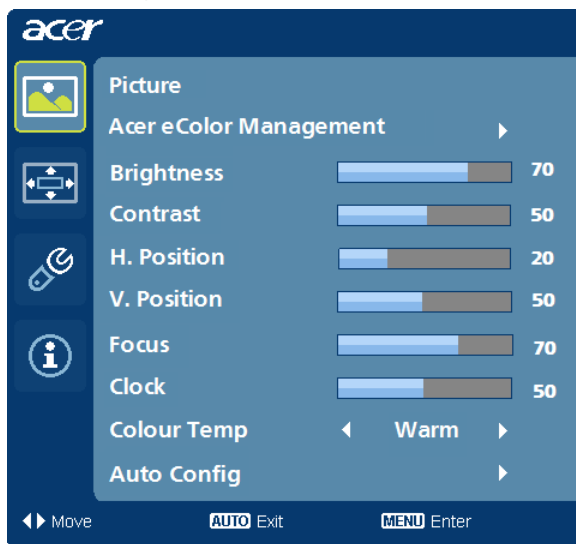 acer
Picture
Acer eColor Management
Brightness 70
Contrast 50
H. Position 20
V. Position 50
Focus 70
Clock 50
Colour Temp Warm
Auto Config
Move AUTO Exit MENU Enter